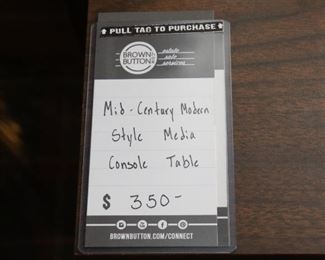 PULL TAG TO PURCHASE
BROWN
BUTTON
estate
sale
services
Mid-Century Modern
Style Media
Console Table
$ 350-
BROWNBUTTON.COM/CONNECT